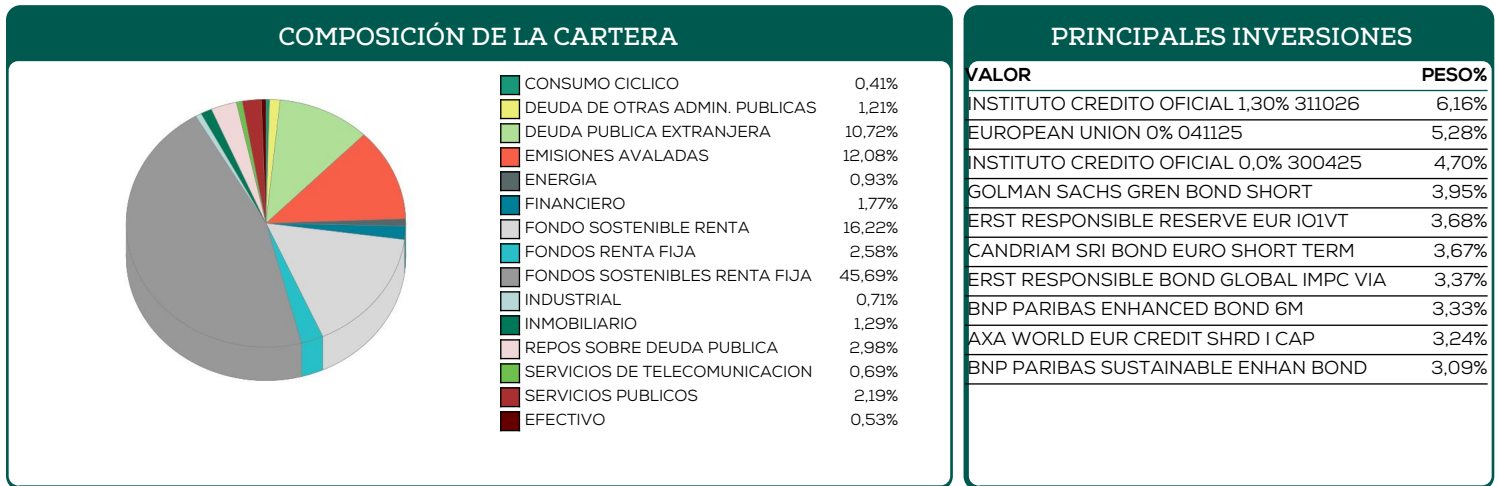 COMPOSICIÓN DE LA CARTERA
CONSUMO CICLICO 0,41%
DEUDA DE OTRAS ADMIN. PUBLICAS 1,21%
DEUDA PUBLICA EXTRANJERA 10,72%
EMISIONES AVALADAS 12,08%
ENERGIA 0,93%
FINANCIERO 1,77%
FONDO SOSTENIBLE RENTA 16,22%
FONDOS RENTA FIJA 2,58%
FONDOS SOSTENIBLES RENTA FIJA 45,69%
INDUSTRIAL 0,71%
INMOBILIARIO 1,29%
REPOS SOBRE DEUDA PUBLICA 2,98%
SERVICIOS DE TELECOMUNICACION 0,69%
SERVICIOS PUBLICOS 2,19%
EFECTIVO 0,53%
PRINCIPALES INVERSIONES
VALOR PESO%
INSTITUTO CREDITO OFICIAL 1,30% 311026 6,16%
EUROPEAN UNION 0% 041125 5,28%
INSTITUTO CREDITO OFICIAL 0,0% 300425 4,70%
GOLMAN SACHS GREN BOND SHORT 3,95%
ERST RESPONSIBLE RESERVE EUR IO1VT 3,68%
CANDRIAM SRI BOND EURO SHORT TERM 3,67%
ERST RESPONSIBLE BOND GLOBAL IMPC VIA 3,37%
BNP PARIBAS ENHANCED BOND 6M 3,33%
AXA WORLD EUR CREDIT SHRD I CAP 3,24%
BNP PARIBAS SUSTAINABLE ENHAN BOND 3,09%